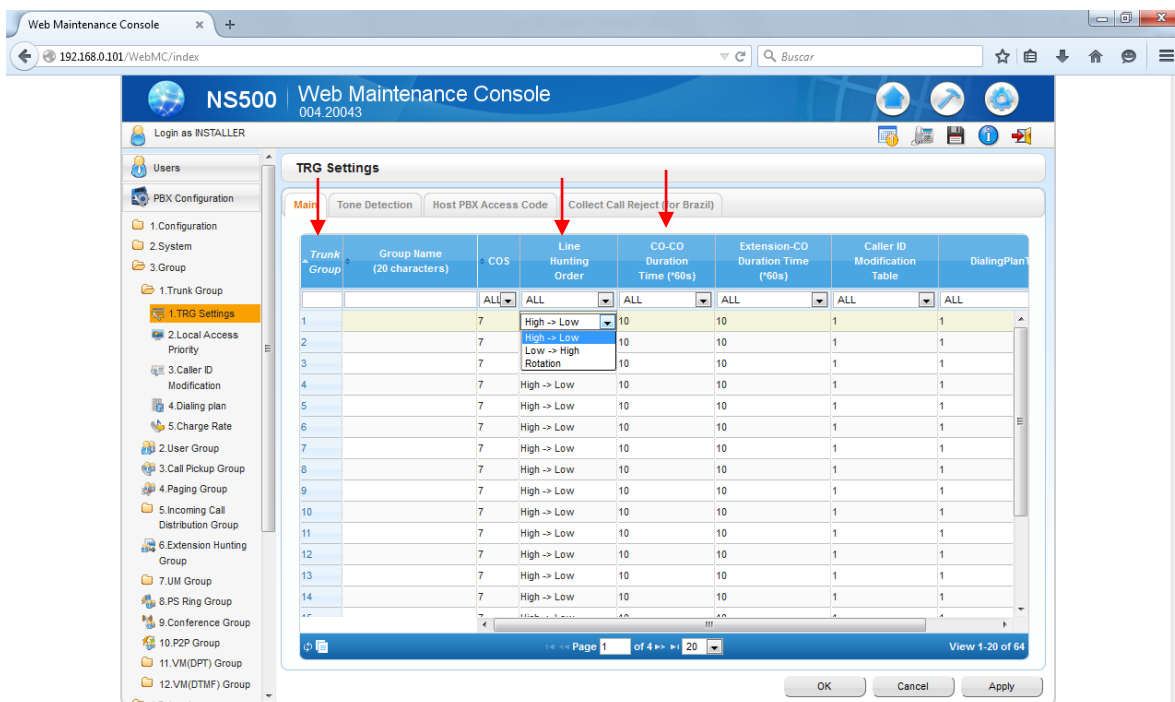 Web Maintenance Console
192.168.0.101/WebMC/index
Buscar
NS500
Web Maintenance Console
004.20043
Login as INSTALLER
Users
PBX Configuration
1.Configuration
2.System
3.Group
1.Trunk Group
1.TRG Settings
2.Local Access
Priority
3.Caller ID
Modification
4.Dialing plan
5.Charge Rate
2.User Group
3.Call Pickup Group
4.Paging Group
5.Incoming Call
Distribution Group
6.Extension Hunting
Group
7.UM Group
8.PS Ring Group
9.Conference Group
10.P2P Group
11.VM(DPT) Group
12.VM(DTMF) Group
TRG Settings
Main Tone Detection Host PBX Access Code Collect Call Reject (for Brazil)
Trunk
Group
Group Name
(20 characters)
COS
Line
Hunting
Order
CO-CO
Duration
Time (*60s)
Extension-CO
Duration Time
(*60s)
Caller ID
Modification
Table
DialingPlanT
ALL ALL ALL ALL ALL ALL
1 7 High -> Low 10 10 1 1
High -> Low
Low -> High
Rotation
2 7 10 10 1 1
3 7 10 10 1 1
4 7 High -> Low 10 10 1 1
5 7 High -> Low 10 10 1 1
6 7 High -> Low 10 10 1 1
7 7 High -> Low 10 10 1 1
8 7 High -> Low 10 10 1 1
9 7 High -> Low 10 10 1 1
10 7 High -> Low 10 10 1 1
11 7 High -> Low 10 10 1 1
12 7 High -> Low 10 10 1 1
13 7 High -> Low 10 10 1 1
14 7 High -> Low 10 10 1 1
Page 1 of 4 20
View 1-20 of 64
OK Cancel Apply